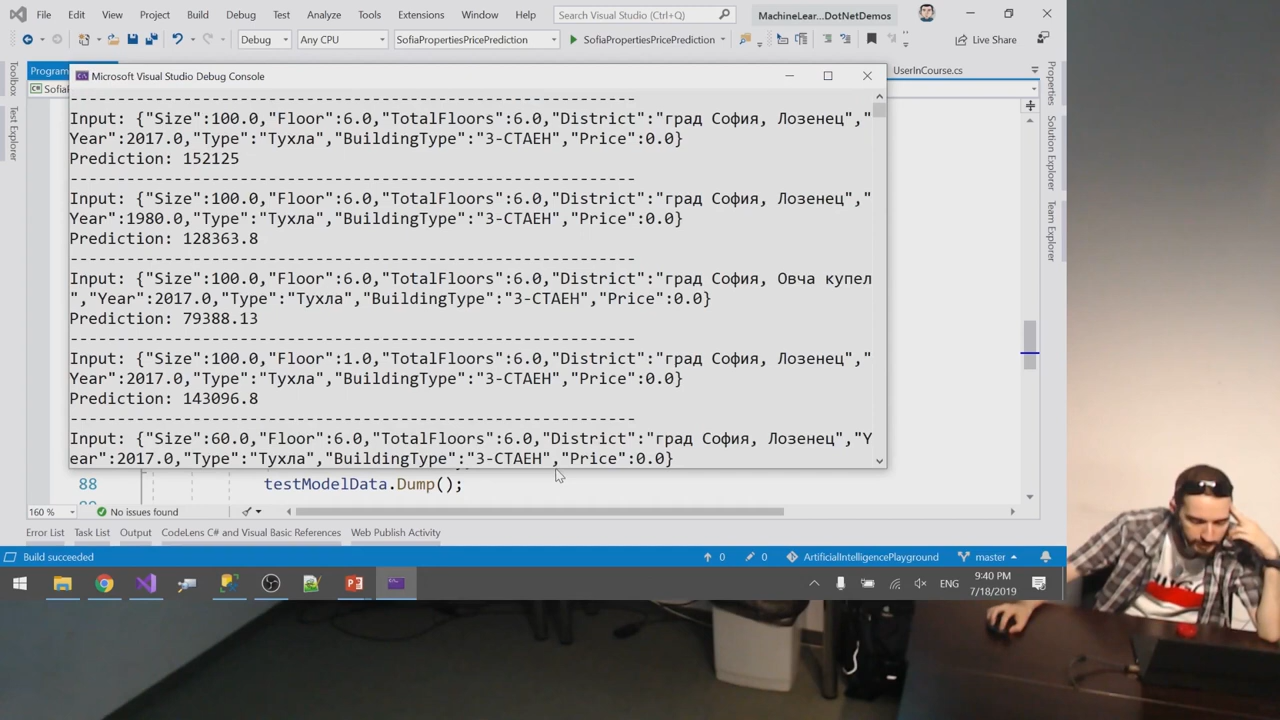 File Edit View Project Build Debug Test Analyze Tools Extensions Window Help Search Visual Studio (Ctrl+Q) MachineLear...DotNetDemos
Debug Any CPU SofiaPropertiesPricePrediction SofiaPropertiesPricePrediction Live Share
Toolbox
Test Explorer
Program
Sofia
UserInCourse.cs
Microsoft Visual Studio Debug Console
--------------------------------------------------------------
Input: {"Size":100.0,"Floor":6.0,"TotalFloors":6.0,"District":"град София, Лозенец","
Year":2017.0,"Type":"Тухла","BuildingType":"3-СТАЕН","Price":0.0}
Prediction: 152125
--------------------------------------------------------------
Input: {"Size":100.0,"Floor":6.0,"TotalFloors":6.0,"District":"град София, Лозенец","
Year":1980.0,"Type":"Тухла","BuildingType":"3-СТАЕН","Price":0.0}
Prediction: 128363.8
--------------------------------------------------------------
Input: {"Size":100.0,"Floor":6.0,"TotalFloors":6.0,"District":"град София, Овча купел
","Year":2017.0,"Type":"Тухла","BuildingType":"3-СТАЕН","Price":0.0}
Prediction: 79388.13
--------------------------------------------------------------
Input: {"Size":100.0,"Floor":1.0,"TotalFloors":6.0,"District":"град София, Лозенец","
Year":2017.0,"Type":"Тухла","BuildingType":"3-СТАЕН","Price":0.0}
Prediction: 143096.8
--------------------------------------------------------------
Input: {"Size":60.0,"Floor":6.0,"TotalFloors":6.0,"District":"град София, Лозенец","Y
ear":2017.0,"Type":"Тухла","BuildingType":"3-СТАЕН","Price":0.0}
88 testModelData.Dump();
160 % No issues found
Error List Task List Output CodeLens C# and Visual Basic References Web Publish Activity
Build succeeded 0 0 ArtificialIntelligencePlayground master
ENG 9:40 PM
7/18/2019
Properties
Solution Explorer
Team Explorer